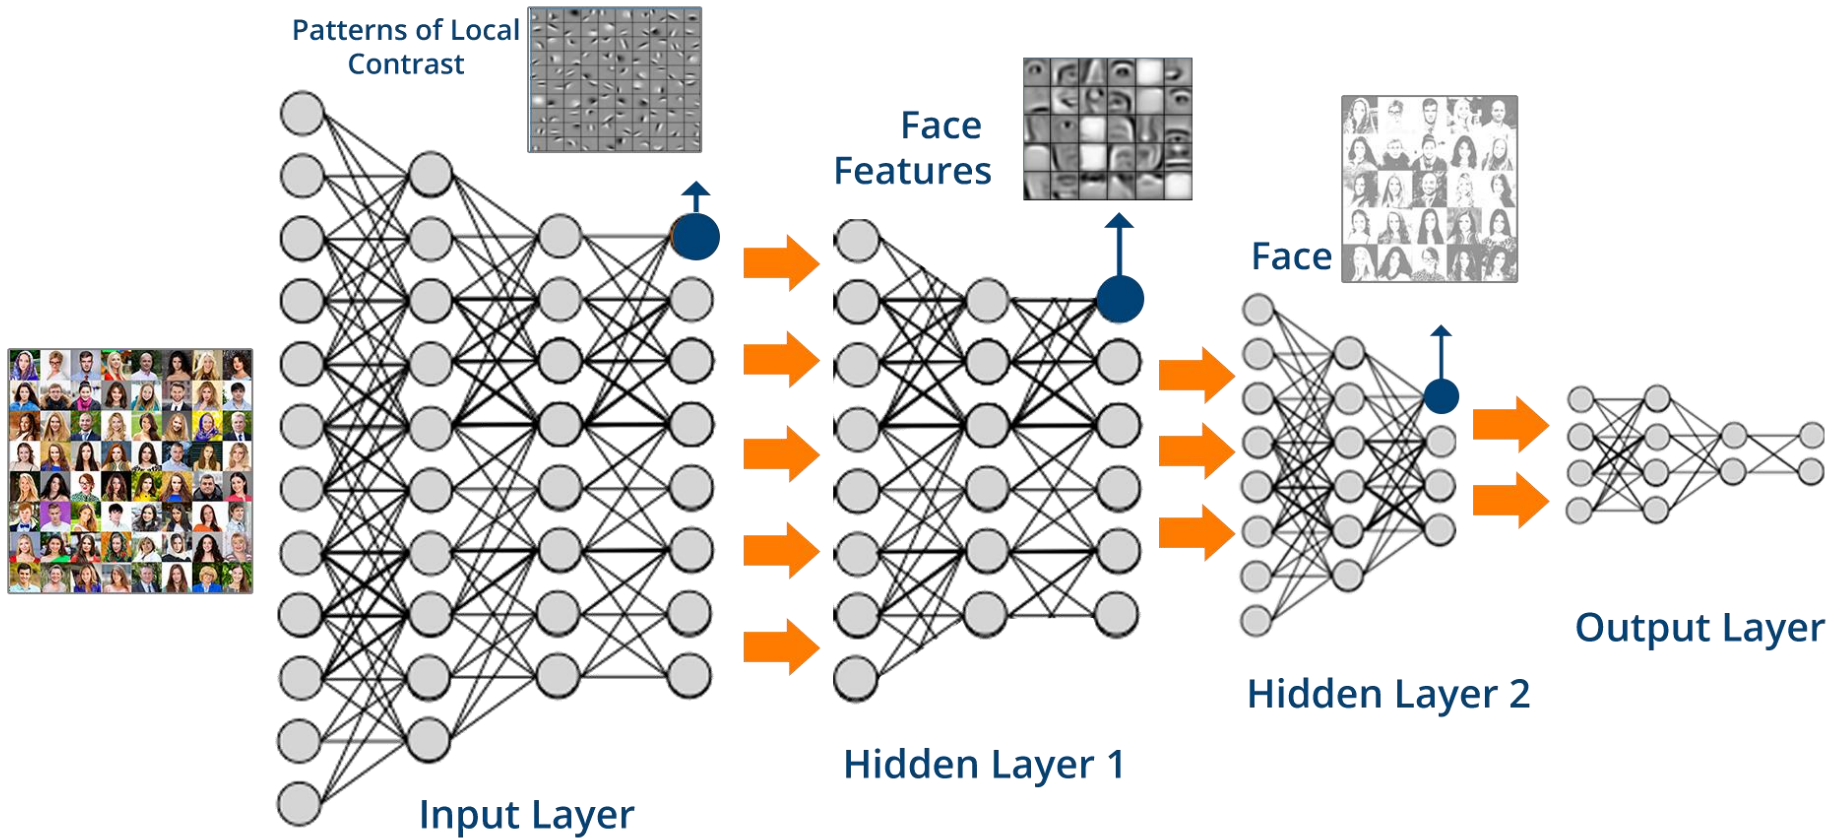 Patterns of Local
Contrast
Face
Features
Face
Input Layer
Hidden Layer 1
Hidden Layer 2
Output Layer